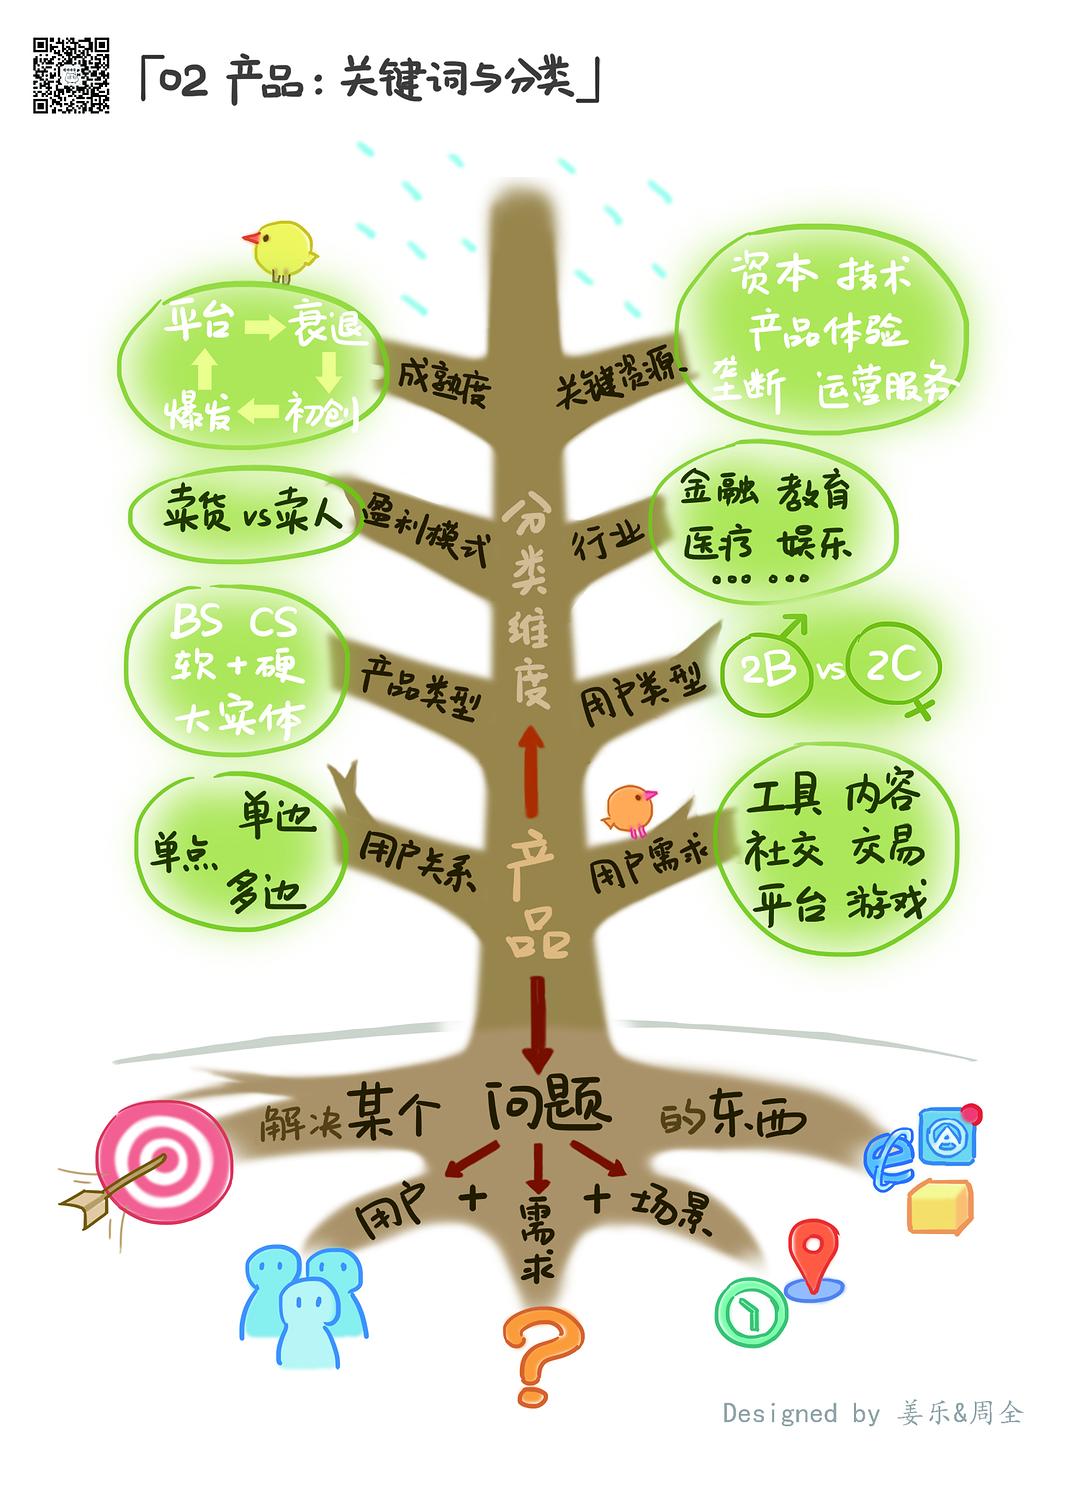 「02 产品：关键词与分类」
平台 衰退
爆发 初创
成熟度
关键资源
资本 技术
产品体验
垄断 运营服务
卖货 vs 卖人
盈利模式
行业
金融 教育
医疗 娱乐
... ...
分类维度
BS CS
软+硬
大实体
产品类型
用户类型
2B vs 2C
单边
单点
多边
用户关系
用户需求
工具 内容
社交 交易
平台 游戏
产品
解决某个 问题 的东西
用户 + 需求 + 场景
Designed by 姜乐&周全